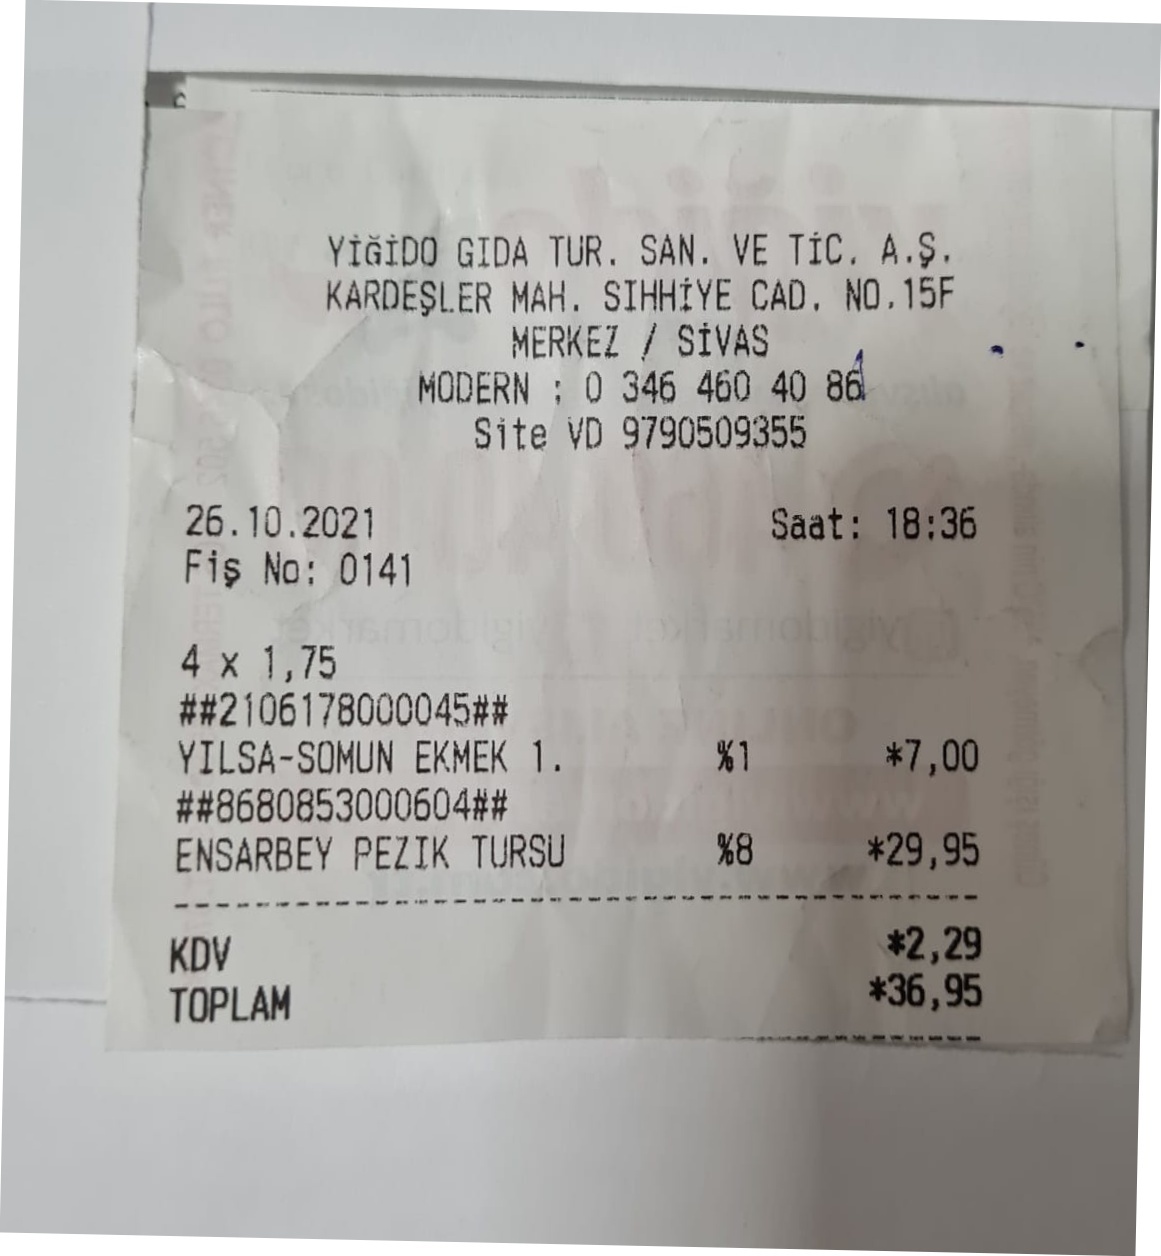 YİĞİDO GIDA TUR. SAN. VE TİC. A.Ş.
KARDEŞLER MAH. SIHHİYE CAD. NO.15F
MERKEZ / SİVAS
MODERN : 0 346 460 40 86
Site VD 9790509355
26.10.2021 Saat: 18:36
Fiş No: 0141
4 x 1,75
##2106178000045##
YILSA-SOMUN EKMEK 1. %1 *7,00
##8680853000604##
ENSARBEY PEZIK TURSU %8 *29,95
KDV *2,29
TOPLAM *36,95